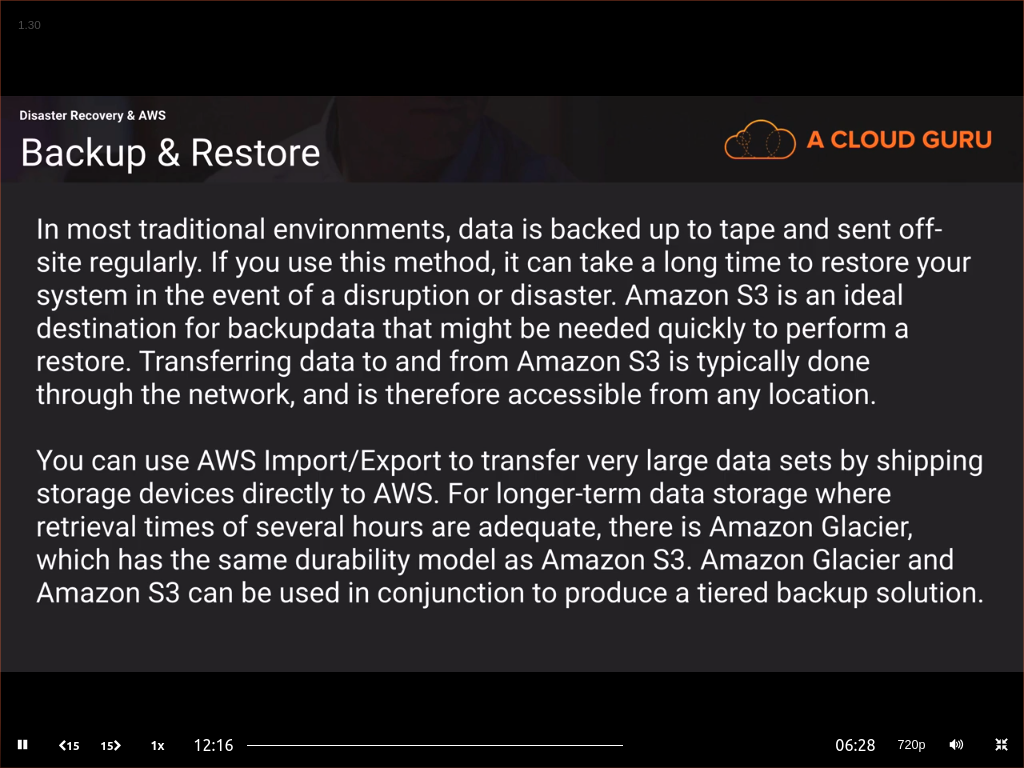 1.30
Disaster Recovery & AWS
Backup & Restore
A CLOUD GURU
In most traditional environments, data is backed up to tape and sent off-
site regularly. If you use this method, it can take a long time to restore your
system in the event of a disruption or disaster. Amazon S3 is an ideal
destination for backupdata that might be needed quickly to perform a
restore. Transferring data to and from Amazon S3 is typically done
through the network, and is therefore accessible from any location.
You can use AWS Import/Export to transfer very large data sets by shipping
storage devices directly to AWS. For longer-term data storage where
retrieval times of several hours are adequate, there is Amazon Glacier,
which has the same durability model as Amazon S3. Amazon Glacier and
Amazon S3 can be used in conjunction to produce a tiered backup solution.
15 15 1x 12:16 06:28 720p